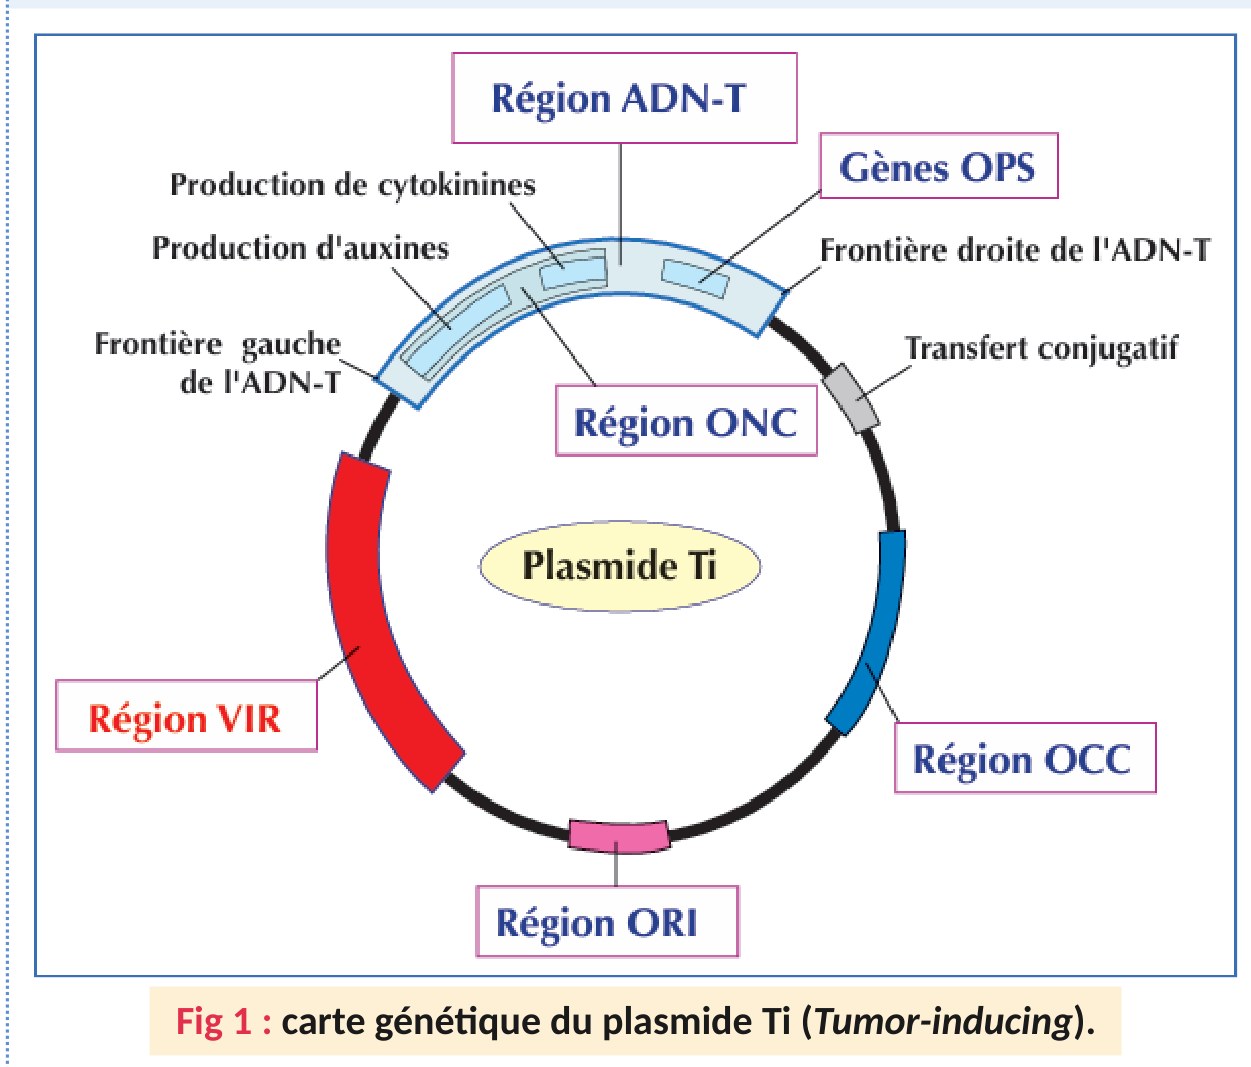 Région ADN-T
Gènes OPS
Production de cytokinines
Production d'auxines
Frontière droite de l'ADN-T
Frontière gauche
de l'ADN-T
Transfert conjugatif
Région ONC
Plasmide Ti
Région VIR
Région OCC
Région ORI
Fig 1 : carte génétique du plasmide Ti (Tumor-inducing).